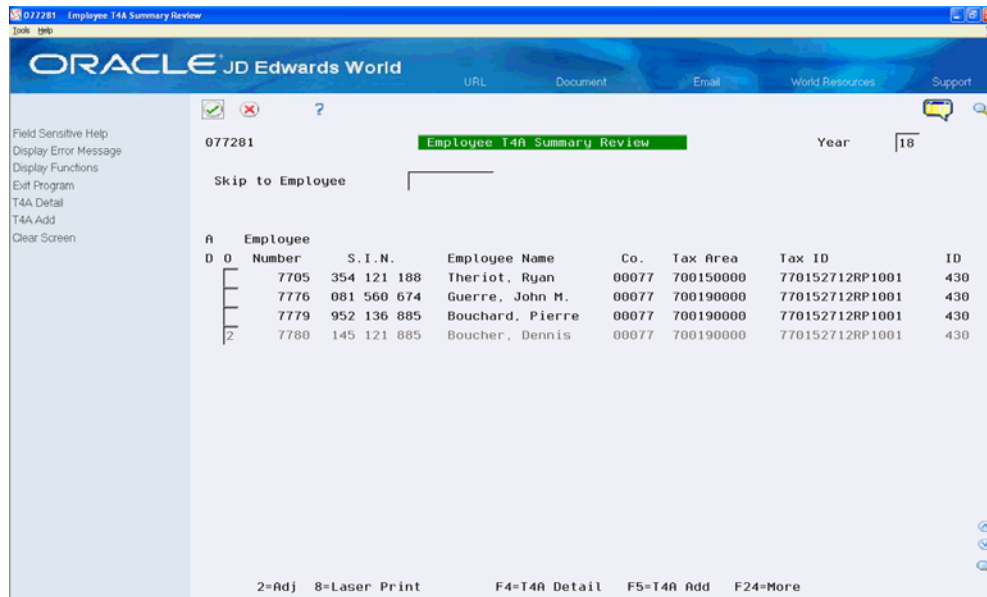 077281 Employee T4A Summary Review
Tools Help
ORACLE JD Edwards World
URL Document Email World Resources Support
?
Field Sensitive Help
Display Error Message
Display Functions
Exit Program
T4A Detail
T4A Add
Clear Screen
077281 Employee T4A Summary Review Year 18
Skip to Employee
A Employee
D O Number S.I.N. Employee Name Co. Tax Area Tax ID ID
7705 354 121 188 Theriot, Ryan 00077 700150000 770152712RP1001 430
7776 081 560 674 Guerre, John M. 00077 700190000 770152712RP1001 430
7779 952 136 885 Bouchard, Pierre 00077 700190000 770152712RP1001 430
2 7780 145 121 885 Boucher, Dennis 00077 700190000 770152712RP1001 430
2=Adj 8=Laser Print F4=T4A Detail F5=T4A Add F24=More